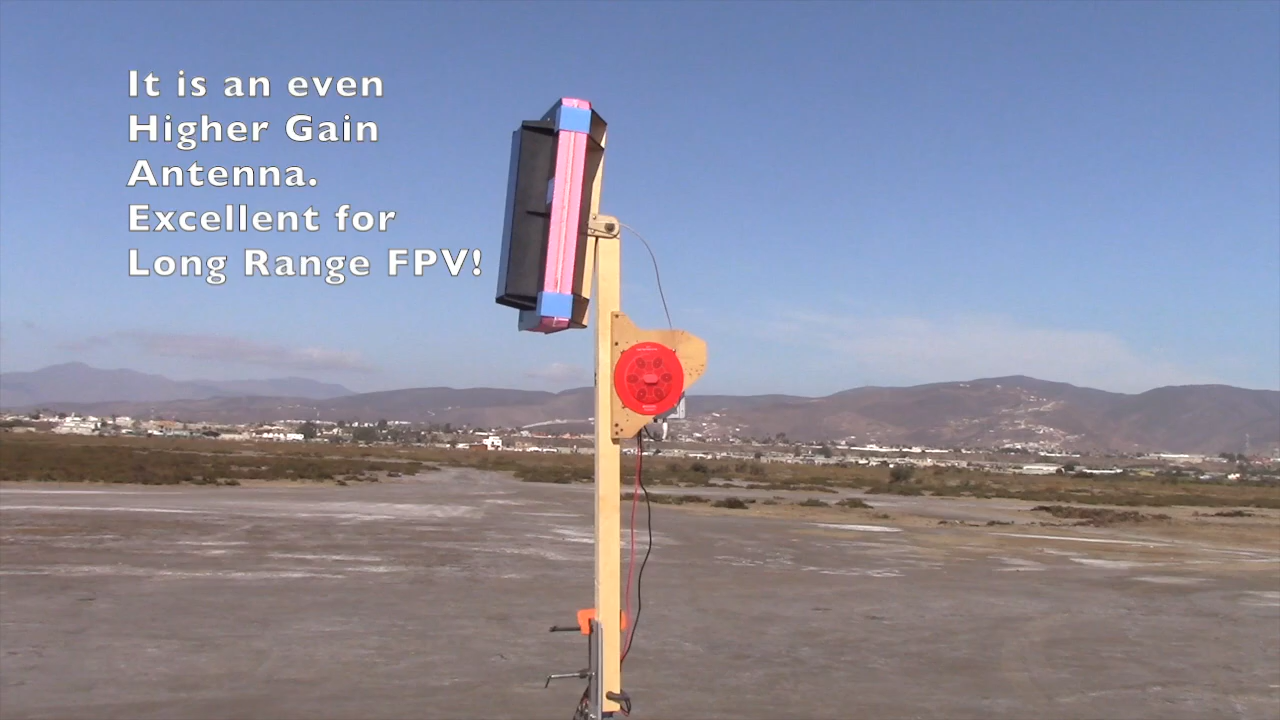 It is an even
Higher Gain
Antenna.
Excellent for
Long Range FPV!